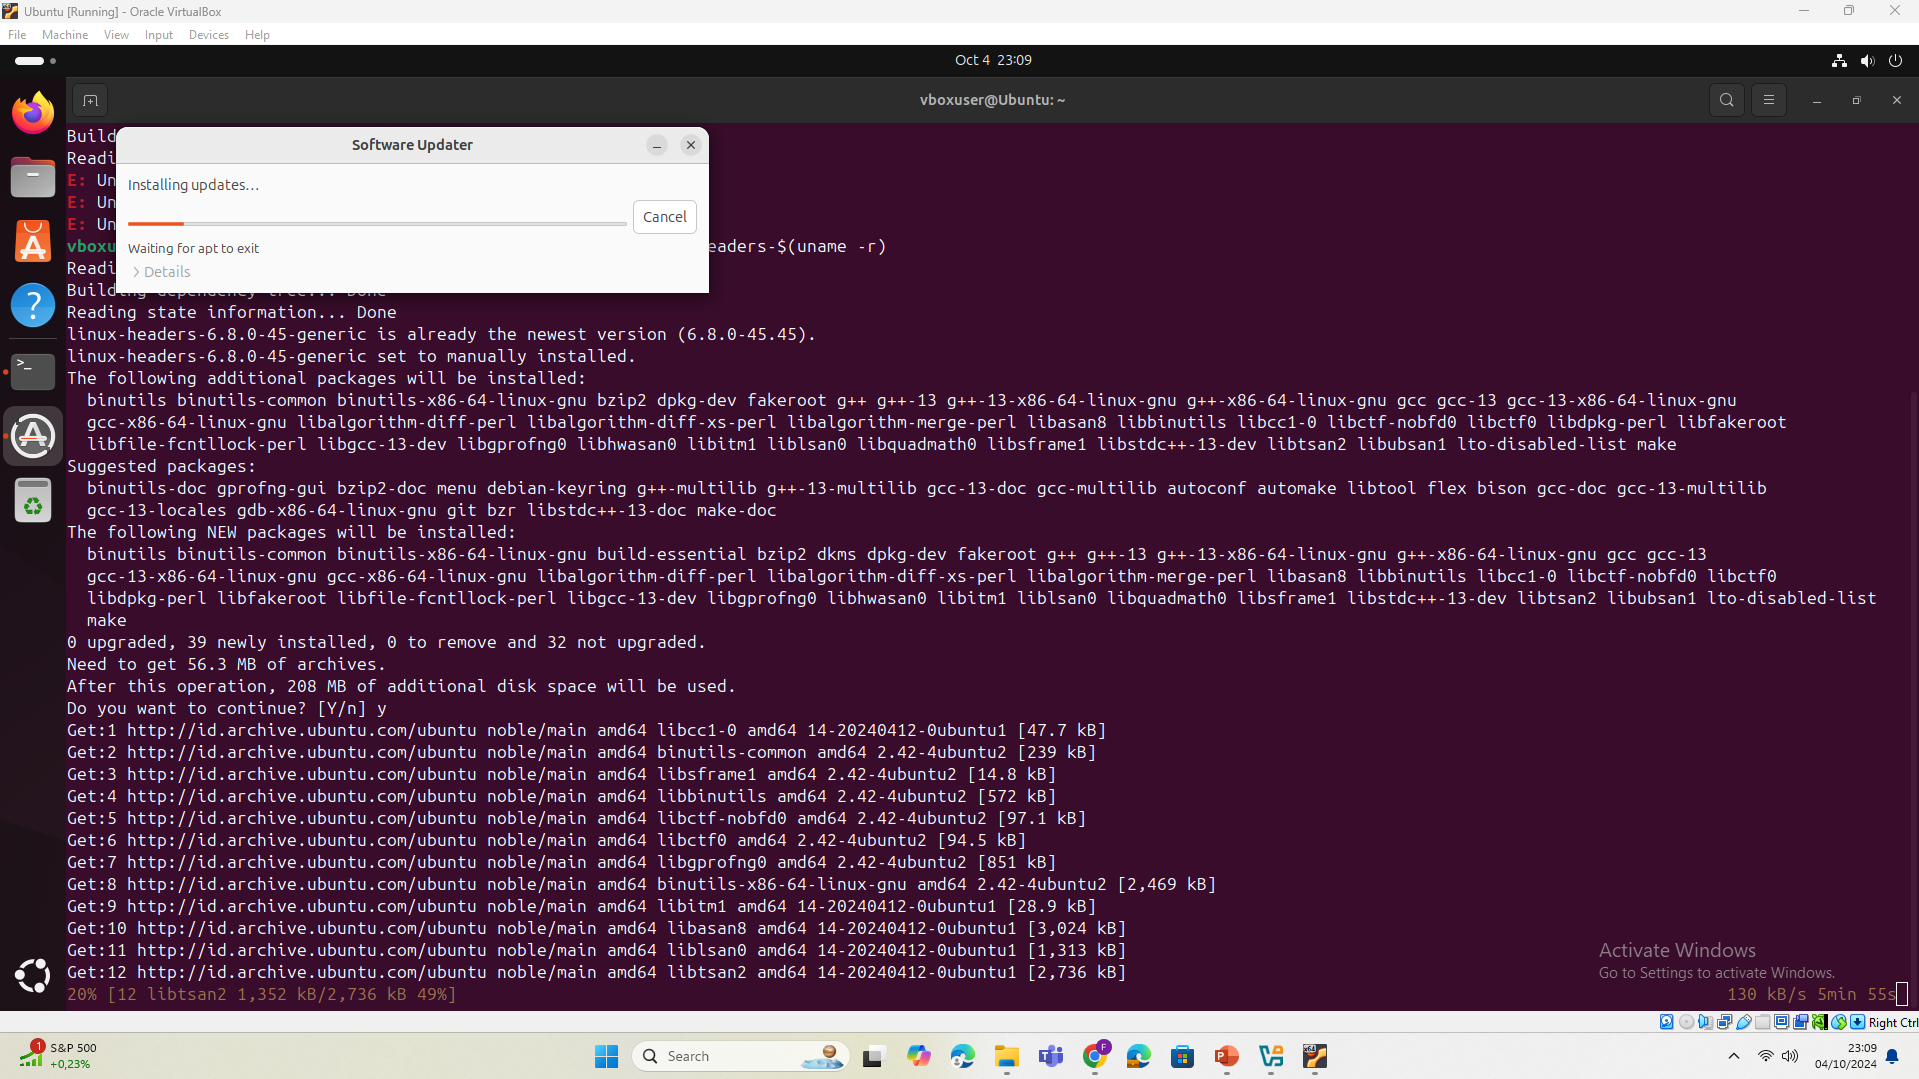 Ubuntu [Running] - Oracle VirtualBox
File Machine View Input Devices Help
Oct 4 23:09
vboxuser@Ubuntu: ~
Build
Readi
E: Un
E: Un
E: Un
vboxu
eaders-$(uname -r)
Readi
Software Updater
Installing updates…
Cancel
Waiting for apt to exit
Details
Building dependency tree... Done
Reading state information... Done
linux-headers-6.8.0-45-generic is already the newest version (6.8.0-45.45).
linux-headers-6.8.0-45-generic set to manually installed.
The following additional packages will be installed:
binutils binutils-common binutils-x86-64-linux-gnu bzip2 dpkg-dev fakeroot g++ g++-13 g++-13-x86-64-linux-gnu g++-x86-64-linux-gnu gcc gcc-13 gcc-13-x86-64-linux-gnu
gcc-x86-64-linux-gnu libalgorithm-diff-perl libalgorithm-diff-xs-perl libalgorithm-merge-perl libasan8 libbinutils libcc1-0 libctf-nobfd0 libctf0 libdpkg-perl libfakeroot
libfile-fcntllock-perl libgcc-13-dev libgprofng0 libhwasan0 libitm1 liblsan0 libquadmath0 libsframe1 libstdc++-13-dev libtsan2 libubsan1 lto-disabled-list make
Suggested packages:
binutils-doc gprofng-gui bzip2-doc menu debian-keyring g++-multilib g++-13-multilib gcc-13-doc gcc-multilib autoconf automake libtool flex bison gcc-doc gcc-13-multilib
gcc-13-locales gdb-x86-64-linux-gnu git bzr libstdc++-13-doc make-doc
The following NEW packages will be installed:
binutils binutils-common binutils-x86-64-linux-gnu build-essential bzip2 dkms dpkg-dev fakeroot g++ g++-13 g++-13-x86-64-linux-gnu g++-x86-64-linux-gnu gcc gcc-13
gcc-13-x86-64-linux-gnu gcc-x86-64-linux-gnu libalgorithm-diff-perl libalgorithm-diff-xs-perl libalgorithm-merge-perl libasan8 libbinutils libcc1-0 libctf-nobfd0 libctf0
libdpkg-perl libfakeroot libfile-fcntllock-perl libgcc-13-dev libgprofng0 libhwasan0 libitm1 liblsan0 libquadmath0 libsframe1 libstdc++-13-dev libtsan2 libubsan1 lto-disabled-list
make
0 upgraded, 39 newly installed, 0 to remove and 32 not upgraded.
Need to get 56.3 MB of archives.
After this operation, 208 MB of additional disk space will be used.
Do you want to continue? [Y/n] y
Get:1 http://id.archive.ubuntu.com/ubuntu noble/main amd64 libcc1-0 amd64 14-20240412-0ubuntu1 [47.7 kB]
Get:2 http://id.archive.ubuntu.com/ubuntu noble/main amd64 binutils-common amd64 2.42-4ubuntu2 [239 kB]
Get:3 http://id.archive.ubuntu.com/ubuntu noble/main amd64 libsframe1 amd64 2.42-4ubuntu2 [14.8 kB]
Get:4 http://id.archive.ubuntu.com/ubuntu noble/main amd64 libbinutils amd64 2.42-4ubuntu2 [572 kB]
Get:5 http://id.archive.ubuntu.com/ubuntu noble/main amd64 libctf-nobfd0 amd64 2.42-4ubuntu2 [97.1 kB]
Get:6 http://id.archive.ubuntu.com/ubuntu noble/main amd64 libctf0 amd64 2.42-4ubuntu2 [94.5 kB]
Get:7 http://id.archive.ubuntu.com/ubuntu noble/main amd64 libgprofng0 amd64 2.42-4ubuntu2 [851 kB]
Get:8 http://id.archive.ubuntu.com/ubuntu noble/main amd64 binutils-x86-64-linux-gnu amd64 2.42-4ubuntu2 [2,469 kB]
Get:9 http://id.archive.ubuntu.com/ubuntu noble/main amd64 libitm1 amd64 14-20240412-0ubuntu1 [28.9 kB]
Get:10 http://id.archive.ubuntu.com/ubuntu noble/main amd64 libasan8 amd64 14-20240412-0ubuntu1 [3,024 kB]
Get:11 http://id.archive.ubuntu.com/ubuntu noble/main amd64 liblsan0 amd64 14-20240412-0ubuntu1 [1,313 kB]
Get:12 http://id.archive.ubuntu.com/ubuntu noble/main amd64 libtsan2 amd64 14-20240412-0ubuntu1 [2,736 kB]
20% [12 libtsan2 1,352 kB/2,736 kB 49%] 130 kB/s 5min 55s
Activate Windows
Go to Settings to activate Windows.
Right Ctrl
1
S&P 500
+0,23%
Search
F
23:09
04/10/2024